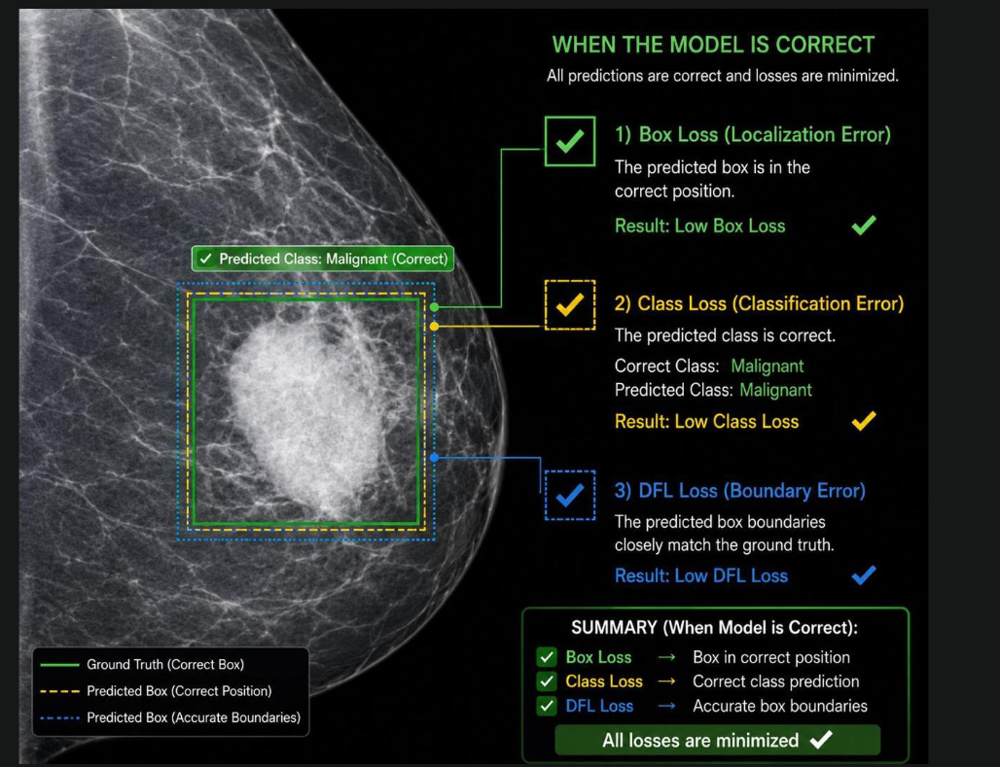 WHEN THE MODEL IS CORRECT
All predictions are correct and losses are minimized.
1) Box Loss (Localization Error)
The predicted box is in the
correct position.
Result: Low Box Loss
Predicted Class: Malignant (Correct)
2) Class Loss (Classification Error)
The predicted class is correct.
Correct Class: Malignant
Predicted Class: Malignant
Result: Low Class Loss
3) DFL Loss (Boundary Error)
The predicted box boundaries
closely match the ground truth.
Result: Low DFL Loss
SUMMARY (When Model is Correct):
Box Loss → Box in correct position
Class Loss → Correct class prediction
DFL Loss → Accurate box boundaries
All losses are minimized
Ground Truth (Correct Box)
Predicted Box (Correct Position)
Predicted Box (Accurate Boundaries)